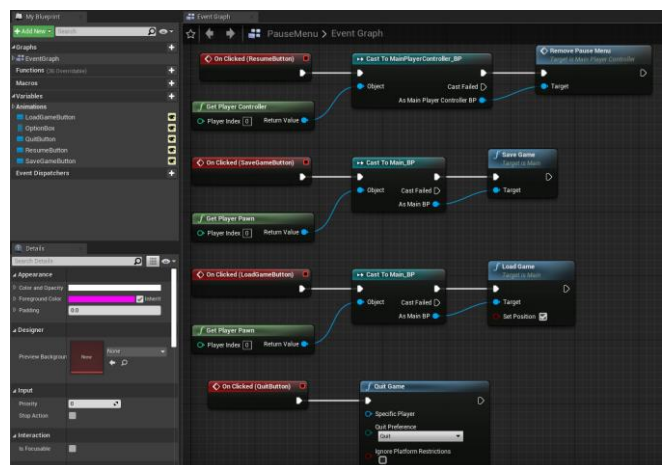 My Blueprint
+Add New
Search
Graphs
EventGraph
Functions (36 Overridable)
Macros
Variables
Animations
LoadGameButton
OptionBox
QuitButton
ResumeButton
SaveGameButton
Event Dispatchers
Details
Search Details
Appearance
Color and Opacity
Foreground Color
Inherit
Padding
0.0
Designer
Preview Backgroun
None
None
Input
Priority
0
Stop Action
Interaction
Is Focusable
Event Graph
PauseMenu > Event Graph
On Clicked (ResumeButton)
Cast To MainPlayerController_BP
Object
Cast Failed
As Main Player Controller BP
Remove Pause Menu
Target is Main Player Controller
Target
Get Player Controller
Player Index 0
Return Value
On Clicked (SaveGameButton)
Cast To Main_BP
Object
Cast Failed
As Main BP
Save Game
Target is Main
Target
Get Player Pawn
Player Index 0
Return Value
On Clicked (LoadGameButton)
Cast To Main_BP
Object
Cast Failed
As Main BP
Load Game
Target is Main
Target
Set Position
Get Player Pawn
Player Index 0
Return Value
On Clicked (QuitButton)
Quit Game
Specific Player
Quit Preference
Quit
Ignore Platform Restrictions